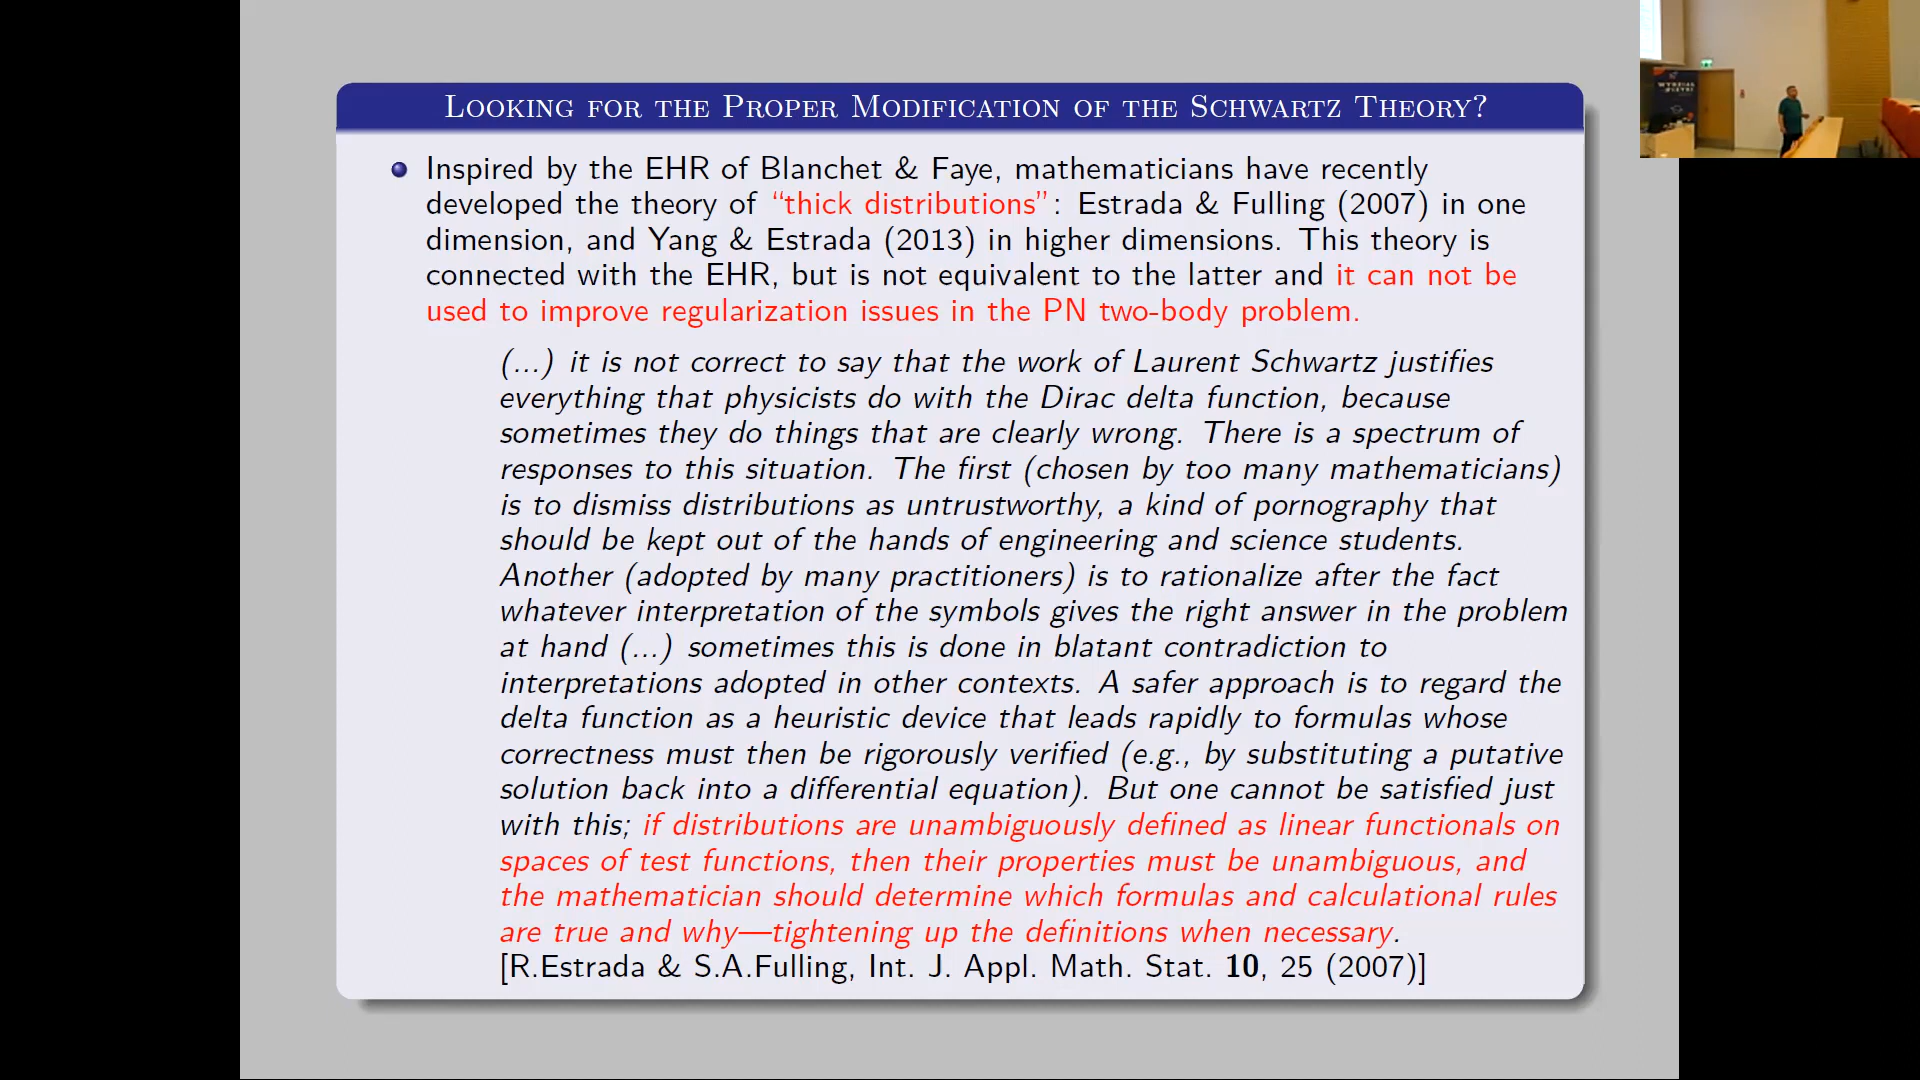 Looking for the Proper Modification of the Schwartz Theory?
Inspired by the EHR of Blanchet & Faye, mathematicians have recently
developed the theory of “thick distributions”: Estrada & Fulling (2007) in one
dimension, and Yang & Estrada (2013) in higher dimensions. This theory is
connected with the EHR, but is not equivalent to the latter and it can not be
used to improve regularization issues in the PN two-body problem.
(...) it is not correct to say that the work of Laurent Schwartz justifies
everything that physicists do with the Dirac delta function, because
sometimes they do things that are clearly wrong. There is a spectrum of
responses to this situation. The first (chosen by too many mathematicians)
is to dismiss distributions as untrustworthy, a kind of pornography that
should be kept out of the hands of engineering and science students.
Another (adopted by many practitioners) is to rationalize after the fact
whatever interpretation of the symbols gives the right answer in the problem
at hand (...) sometimes this is done in blatant contradiction to
interpretations adopted in other contexts. A safer approach is to regard the
delta function as a heuristic device that leads rapidly to formulas whose
correctness must then be rigorously verified (e.g., by substituting a putative
solution back into a differential equation). But one cannot be satisfied just
with this; if distributions are unambiguously defined as linear functionals on
spaces of test functions, then their properties must be unambiguous, and
the mathematician should determine which formulas and calculational rules
are true and why—tightening up the definitions when necessary.
[R.Estrada & S.A.Fulling, Int. J. Appl. Math. Stat. 10, 25 (2007)]